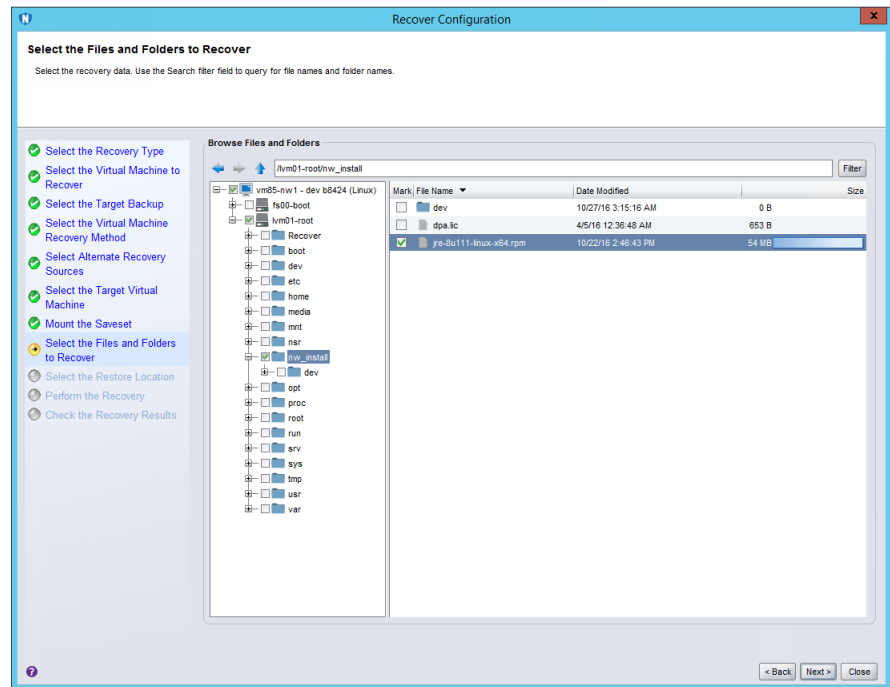 N
Recover Configuration
x
Select the Files and Folders to Recover
Select the recovery data. Use the Search filter field to query for file names and folder names.
Select the Recovery Type
Select the Virtual Machine to
Recover
Select the Target Backup
Select the Virtual Machine
Recovery Method
Select Alternate Recovery
Sources
Select the Target Virtual
Machine
Mount the Saveset
Select the Files and Folders
to Recover
Select the Restore Location
Perform the Recovery
Check the Recovery Results
Browse Files and Folders
/lvm01-root/nw_install
Filter
vm85-nw1 - dev b8424 (Linux)
fs00-boot
lvm01-root
Recover
boot
dev
etc
home
media
mnt
nsr
nw_install
dev
opt
proc
root
run
srv
sys
tmp
usr
var
Mark File Name Date Modified Size
dev 10/27/16 3:15:16 AM 0 B
dpa.lic 4/5/16 12:36:48 AM 653 B
jre-8u111-linux-x64.rpm 10/22/16 2:46:43 PM 54 MB
?
< Back Next > Close